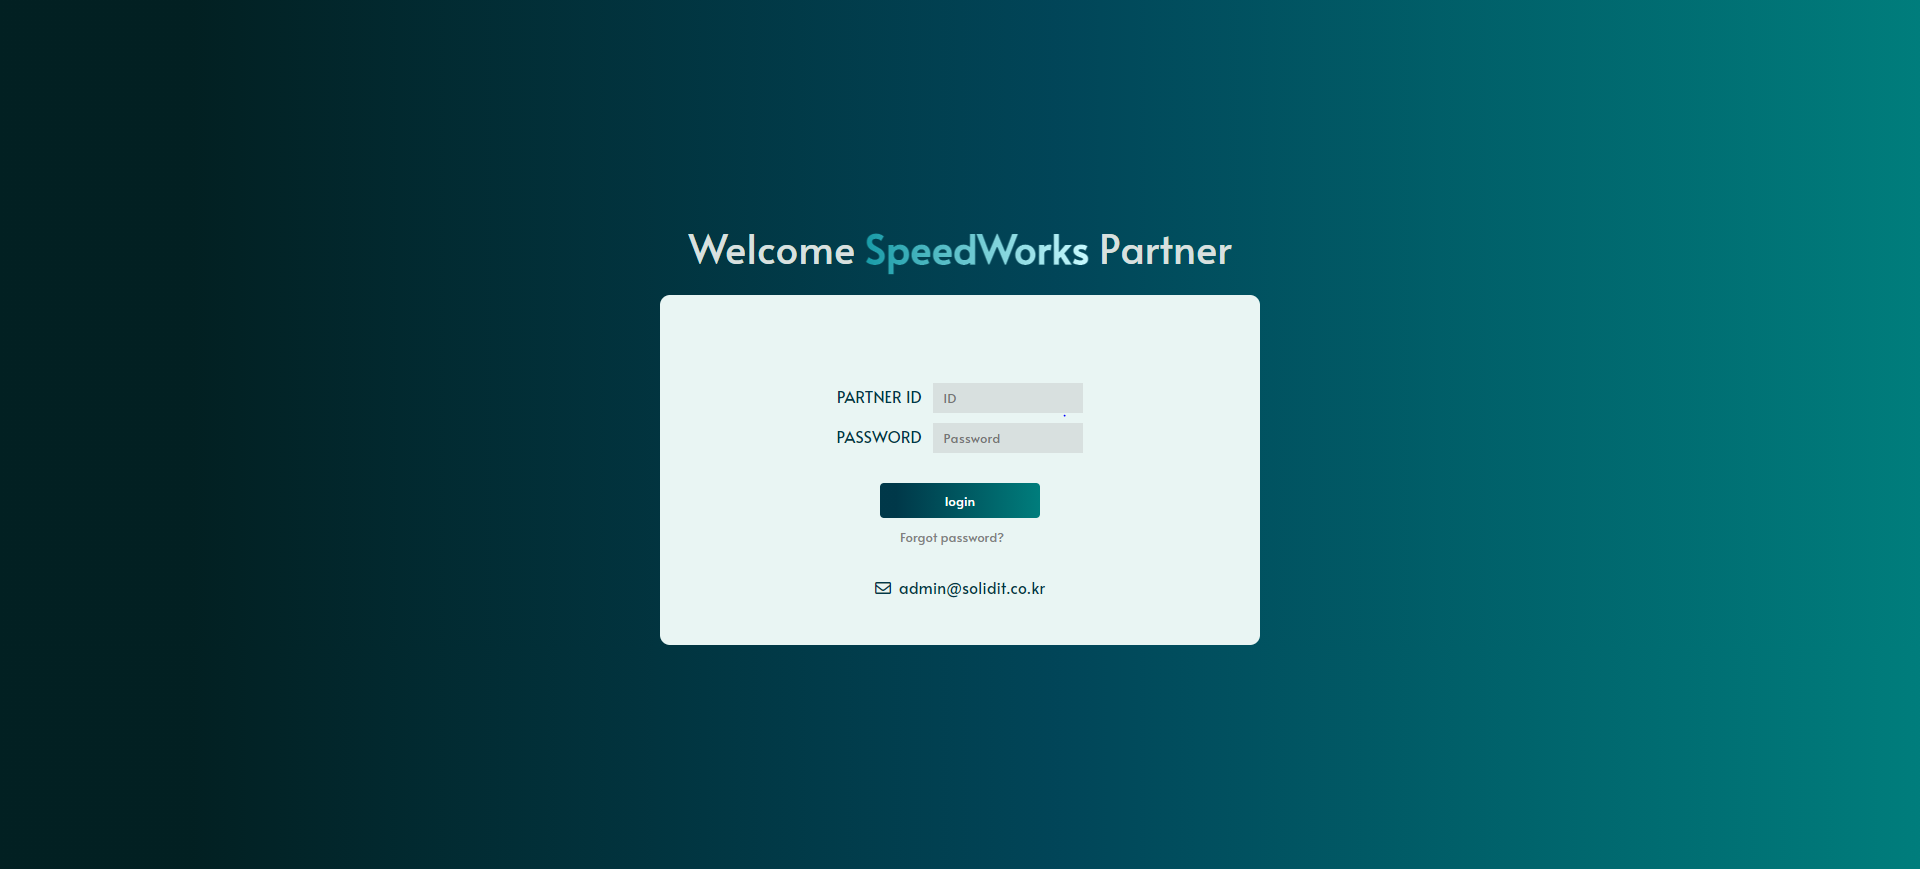 Welcome SpeedWorks Partner
PARTNER ID ID
PASSWORD Password
login
Forgot password?
admin@solidit.co.kr